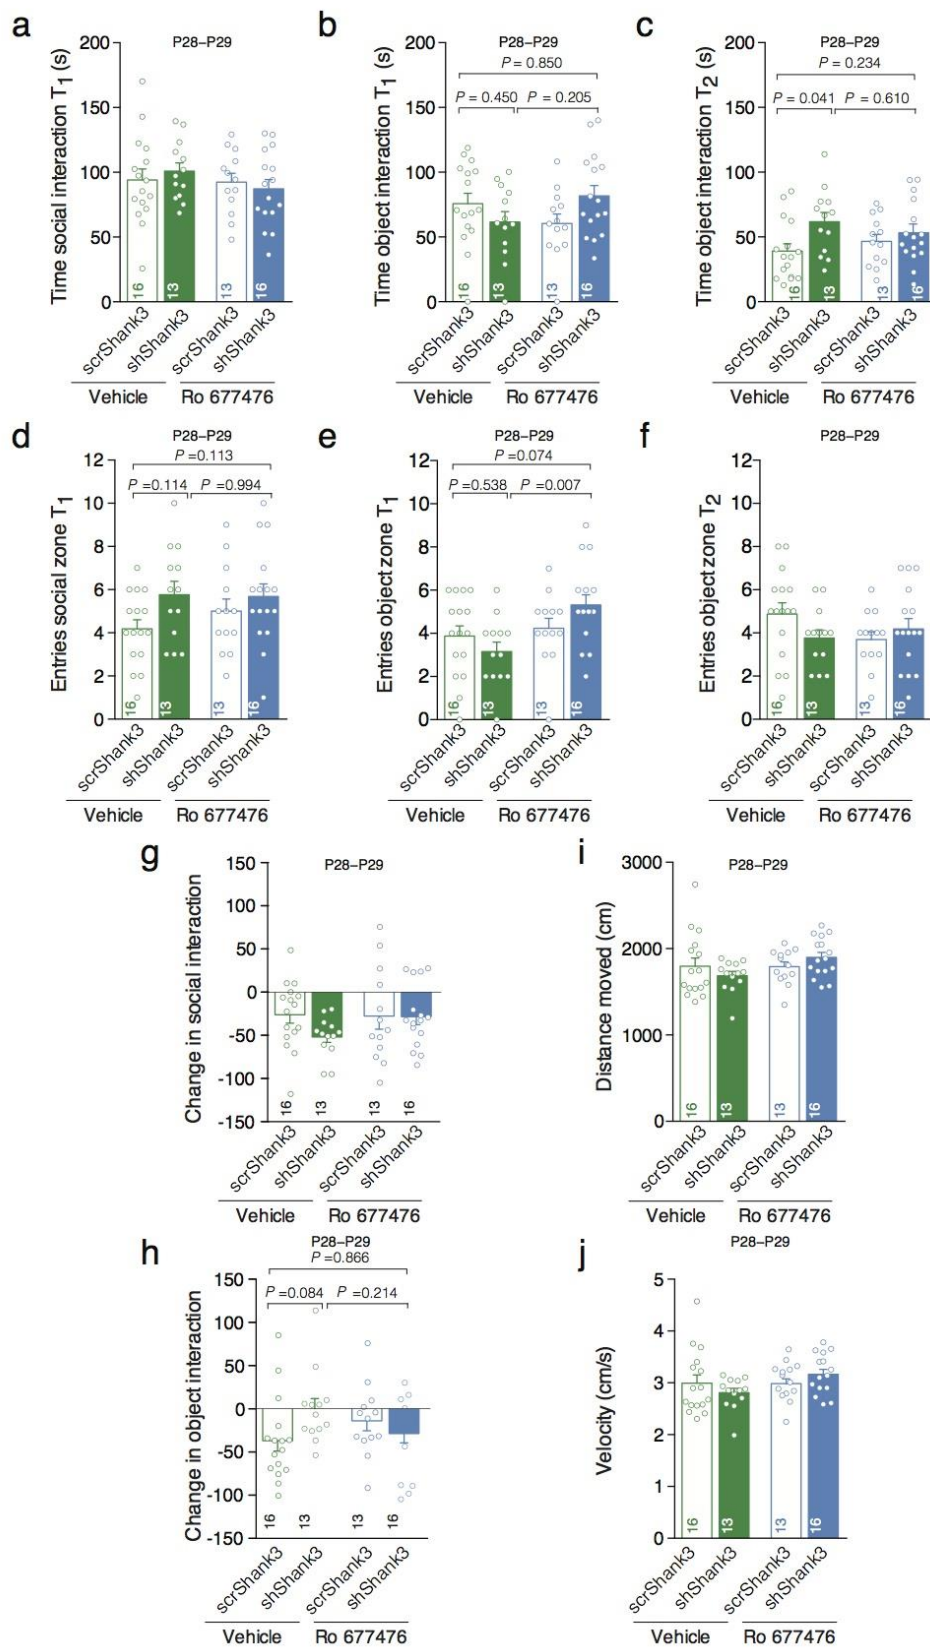 a
P28–P29
Time social interaction T1 (s)
200
150
100
50
0
16
13
13
16
scrShank3
shShank3
scrShank3
shShank3
Vehicle
Ro 677476
b
P28–P29
P = 0.850
P = 0.450
P = 0.205
Time object interaction T1 (s)
200
150
100
50
0
16
13
13
16
scrShank3
shShank3
scrShank3
shShank3
Vehicle
Ro 677476
c
P28–P29
P = 0.234
P = 0.041
P = 0.610
Time object interaction T2 (s)
200
150
100
50
0
16
13
13
16
scrShank3
shShank3
scrShank3
shShank3
Vehicle
Ro 677476
d
P28–P29
P =0.113
P =0.114
P =0.994
Entries social zone T1
12
10
8
6
4
2
0
16
13
13
16
scrShank3
shShank3
scrShank3
shShank3
Vehicle
Ro 677476
e
P28–P29
P =0.074
P =0.538
P =0.007
Entries object zone T1
12
10
8
6
4
2
0
16
13
13
16
scrShank3
shShank3
scrShank3
shShank3
Vehicle
Ro 677476
f
P28–P29
Entries object zone T2
12
10
8
6
4
2
0
16
13
13
16
scrShank3
shShank3
scrShank3
shShank3
Vehicle
Ro 677476
g
P28–P29
Change in social interaction
150
100
50
0
-50
-100
-150
16
13
13
16
scrShank3
shShank3
scrShank3
shShank3
Vehicle
Ro 677476
i
P28–P29
Distance moved (cm)
3000
2000
1000
0
16
13
13
16
scrShank3
shShank3
scrShank3
shShank3
Vehicle
Ro 677476
h
P28–P29
P =0.866
P =0.084
P =0.214
Change in object interaction
150
100
50
0
-50
-100
-150
16
13
13
16
scrShank3
shShank3
scrShank3
shShank3
Vehicle
Ro 677476
j
P28–P29
Velocity (cm/s)
5
4
3
2
1
0
16
13
13
16
scrShank3
shShank3
scrShank3
shShank3
Vehicle
Ro 677476